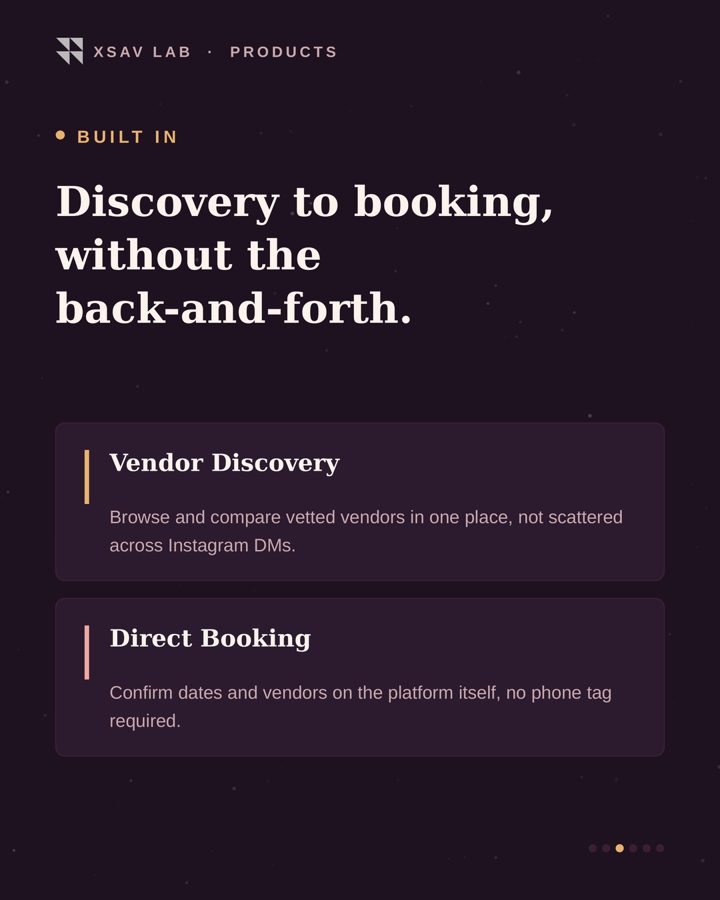 XSAV LAB · PRODUCTS
BUILT IN
Discovery to booking,
without the
back-and-forth.
Vendor Discovery
Browse and compare vetted vendors in one place, not scattered
across Instagram DMs.
Direct Booking
Confirm dates and vendors on the platform itself, no phone tag
required.